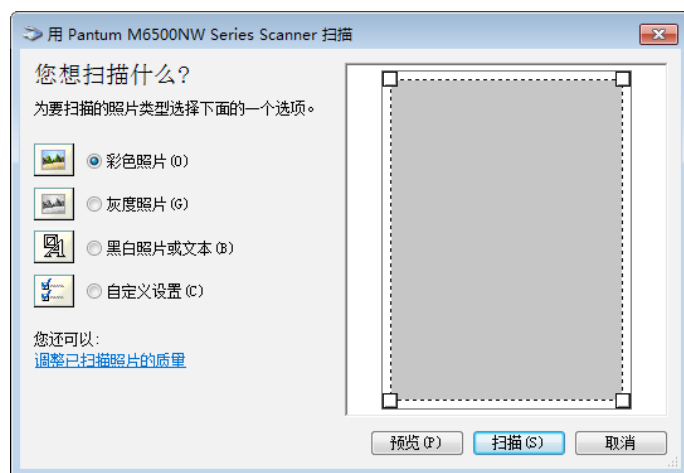 用 Pantum M6500NW Series Scanner 扫描
您想扫描什么?
为要扫描的照片类型选择下面的一个选项。
彩色照片(O)
灰度照片(G)
黑白照片或文本(B)
自定义设置(C)
您还可以:
调整已扫描照片的质量
预览(P) 扫描(S) 取消